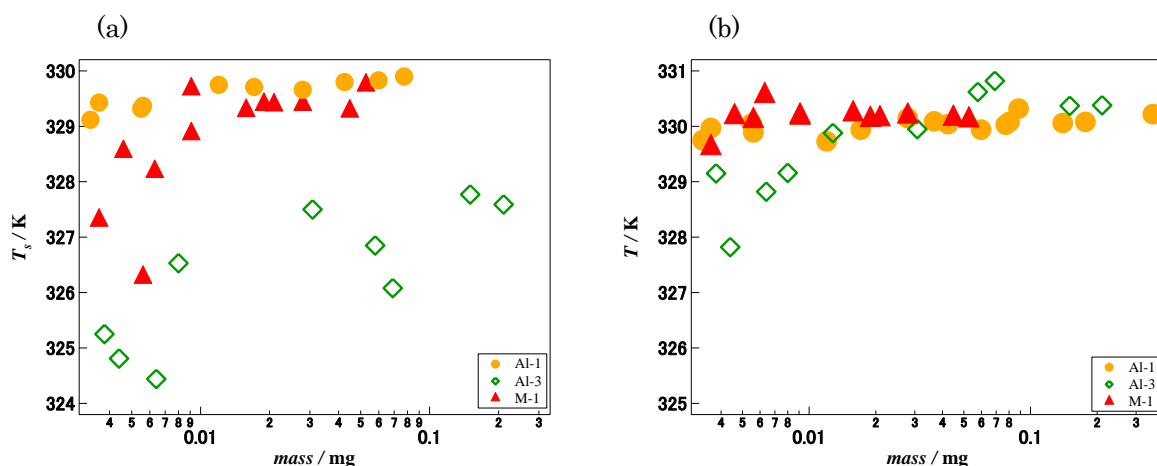 (a)
330
329
328
327
326
325
324
T_s / K
4 5 6 7 8 9 2 3 4 5 6 7 8 9 2 3
0.01 0.1
mass / mg
Al-1
Al-3
M-1
(b)
331
330
329
328
327
326
325
T / K
4 5 6 7 8 2 3 4 5 6 7 8 2 3
0.01 0.1
mass / mg
Al-1
Al-3
M-1